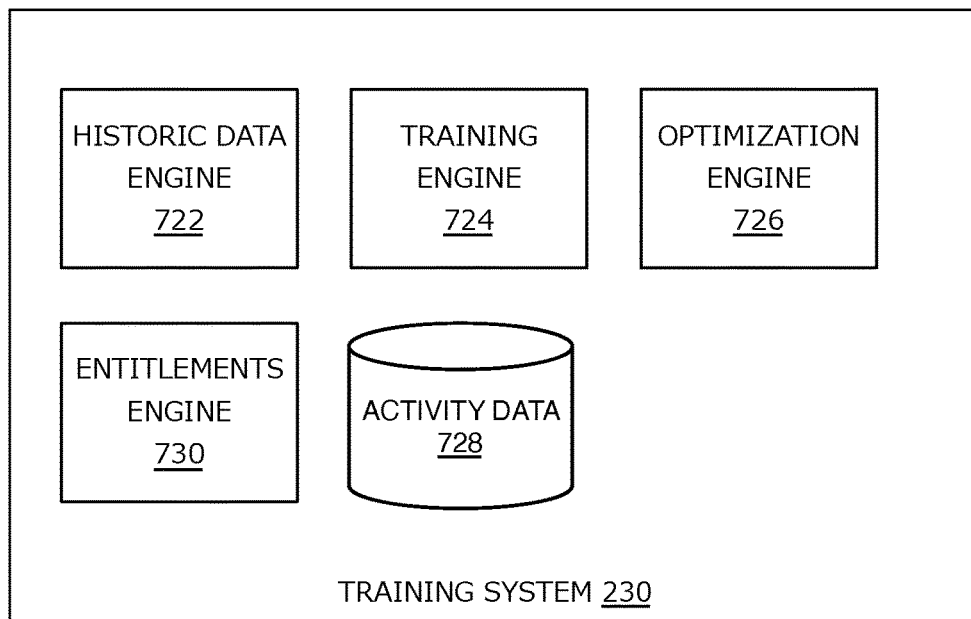 HISTORIC DATA
ENGINE
722
TRAINING
ENGINE
724
OPTIMIZATION
ENGINE
726
ENTITLEMENTS
ENGINE
730
ACTIVITY DATA
728
TRAINING SYSTEM 230